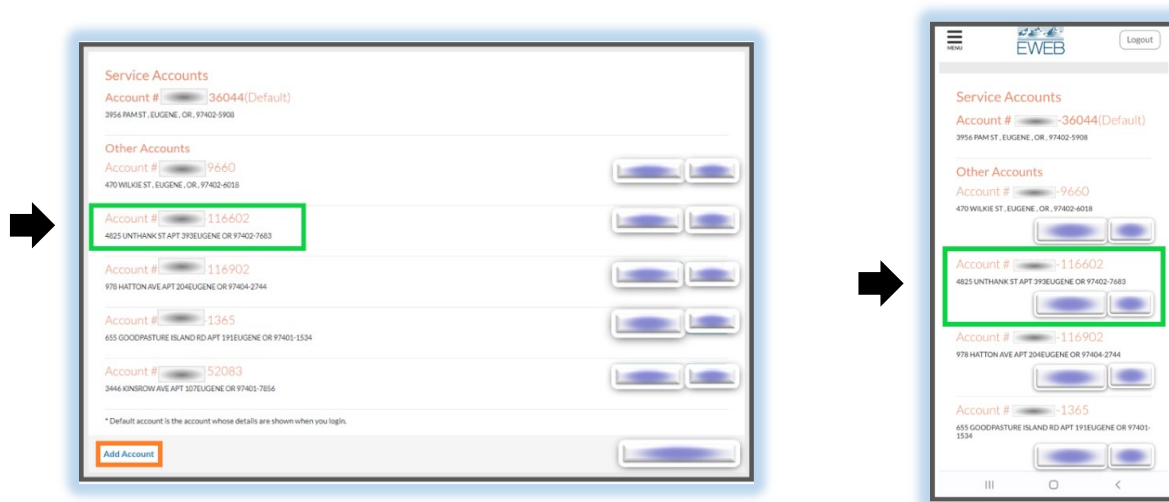 Service Accounts
Account # 36044(Default)
3956 PAM ST , EUGENE , OR , 97402-5908
Other Accounts
Account # 9660
470 WILKIE ST , EUGENE , OR , 97402-6018
Account # 116602
4825 UNTHANK ST APT 393EUGENE OR 97402-7683
Account # 116902
978 HATTON AVE APT 204EUGENE OR 97404-2744
Account # -1365
655 GOODPASTURE ISLAND RD APT 191EUGENE OR 97401-1534
Account # 52083
3446 KINSROW AVE APT 107EUGENE OR 97401-7856
* Default account is the account whose details are shown when you login.
Add Account
MENU
EWEB
Logout
Service Accounts
Account # -36044(Default)
3956 PAM ST , EUGENE , OR , 97402-5908
Other Accounts
Account # -9660
470 WILKIE ST , EUGENE , OR , 97402-6018
Account # -116602
4825 UNTHANK ST APT 393EUGENE OR 97402-7683
Account # -116902
978 HATTON AVE APT 204EUGENE OR 97404-2744
Account # -1365
655 GOODPASTURE ISLAND RD APT 191EUGENE OR 97401-
1534